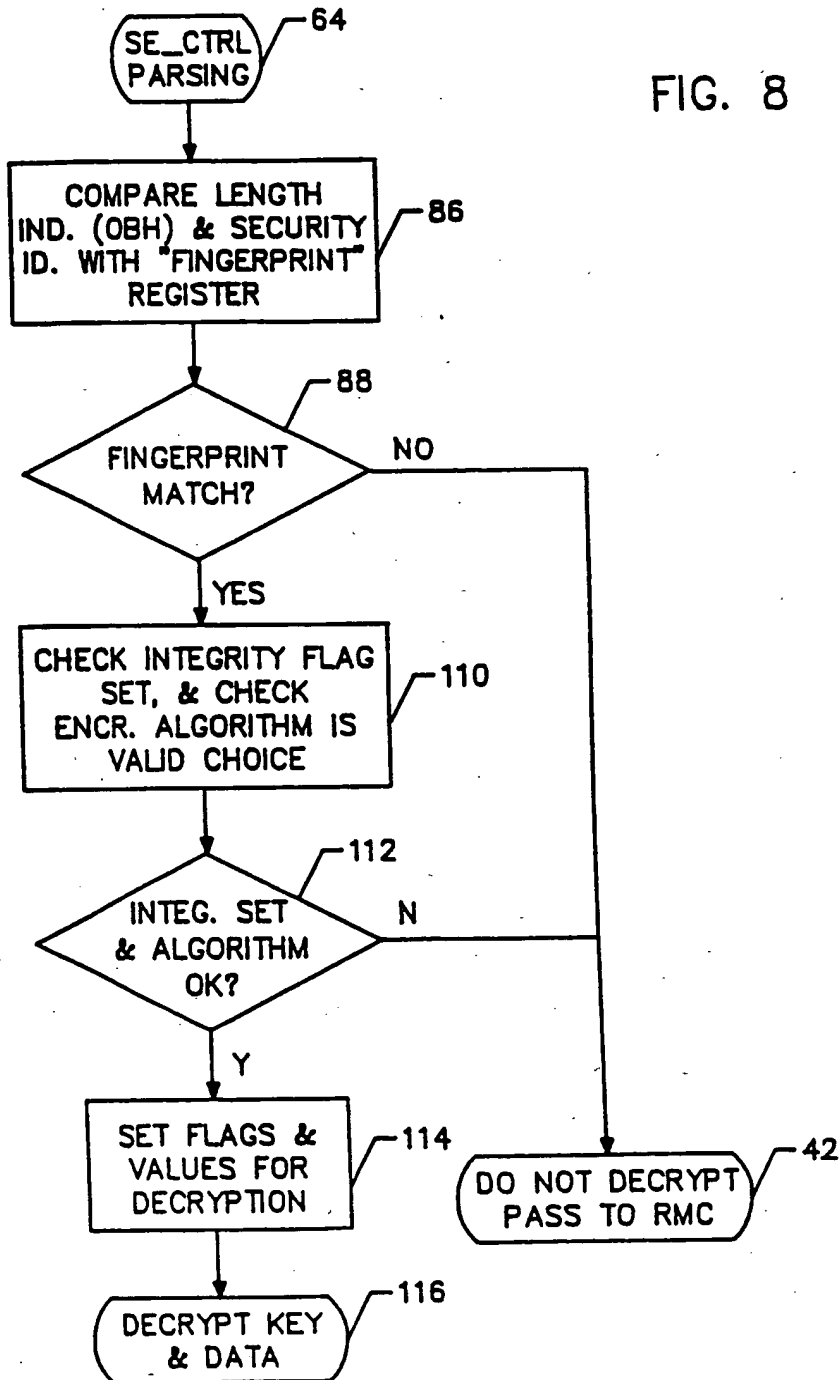 SE_CTRL
PARSING
64
FIG. 8
COMPARE LENGTH
IND. (OBH) & SECURITY
ID. WITH "FINGERPRINT"
REGISTER
86
88
FINGERPRINT
MATCH?
NO
YES
CHECK INTEGRITY FLAG
SET, & CHECK
ENCR. ALGORITHM IS
VALID CHOICE
110
112
INTEG. SET
& ALGORITHM
OK?
N
Y
SET FLAGS &
VALUES FOR
DECRYPTION
114
DO NOT DECRYPT
PASS TO RMC
42
DECRYPT KEY
& DATA
116